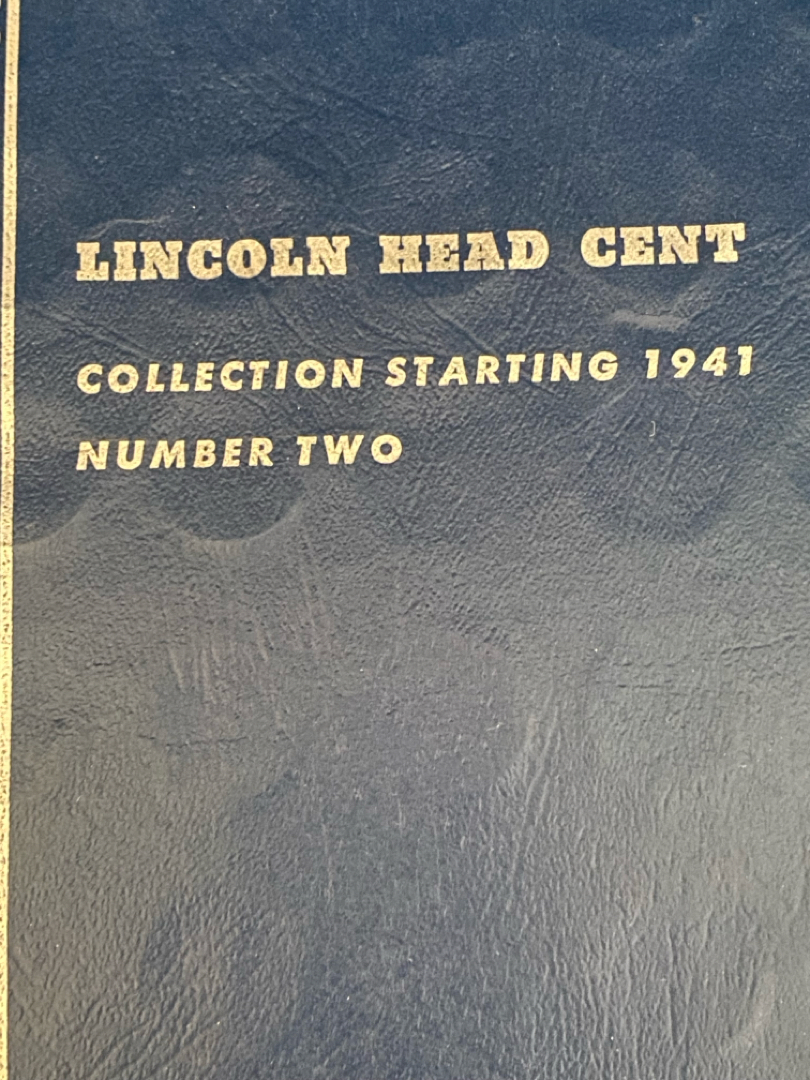 LINCOLN HEAD CENT
COLLECTION STARTING 1941
NUMBER TWO